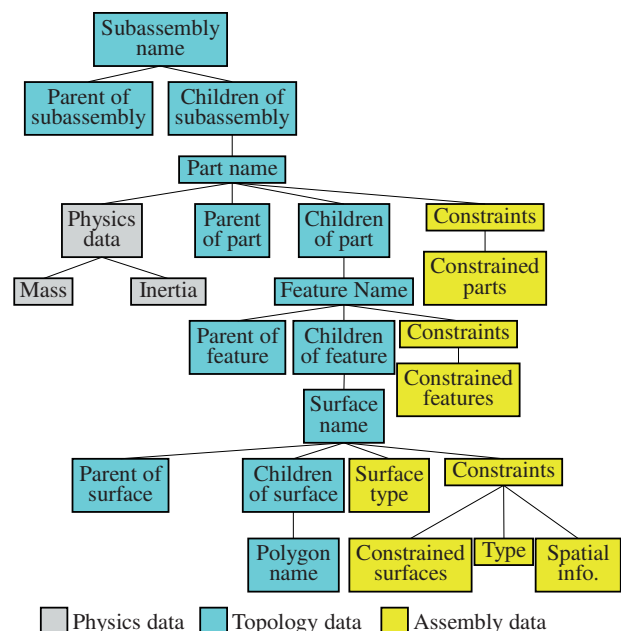 Subassembly
name
Parent of
subassembly
Children of
subassembly
Part name
Physics
data
Parent
of part
Children
of part
Constraints
Constrained
parts
Mass
Inertia
Feature Name
Parent of
feature
Children
of feature
Constraints
Constrained
features
Surface
name
Parent of
surface
Children
of surface
Surface
type
Constraints
Polygon
name
Constrained
surfaces
Type
Spatial
info.
Physics data
Topology data
Assembly data